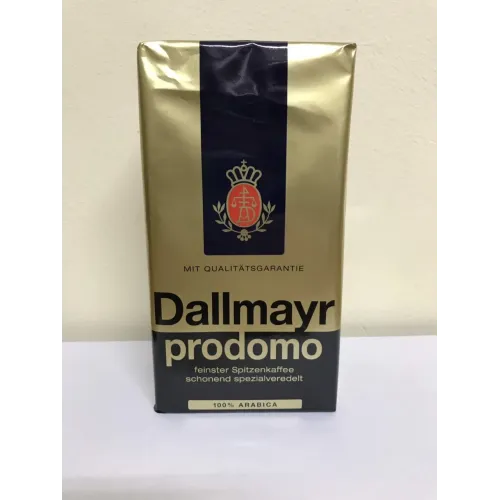 MIT QUALITÄTSGARANTIE
Dallmayr
prodomo
feinster Spitzenkaffee
schonend spezialveredelt
100% ARABICA